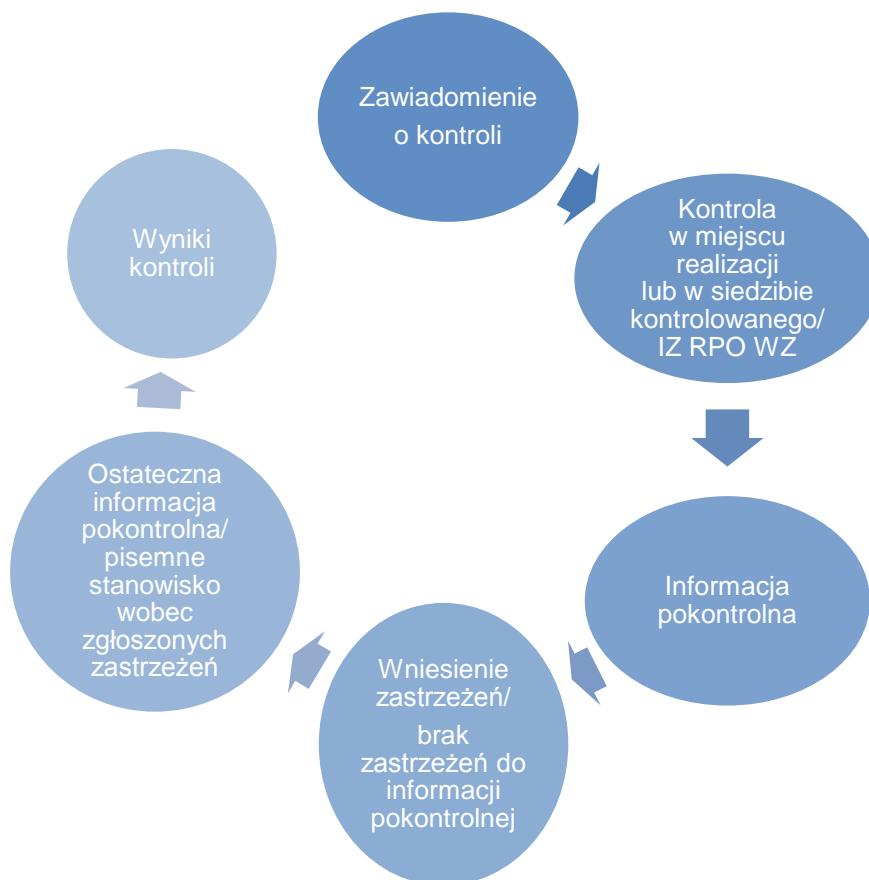 Zawiadomienie
o kontroli
Kontrola
w miejscu
realizacji
lub w siedzibie
kontrolowanego/
IZ RPO WZ
Informacja
pokontrolna
Wniesienie
zastrzeżeń/
brak
zastrzeżeń do
informacji
pokontrolnej
Ostateczna
informacja
pokontrolna/
pisemne
stanowisko
wobec
zgłoszonych
zastrzeżeń
Wyniki
kontroli